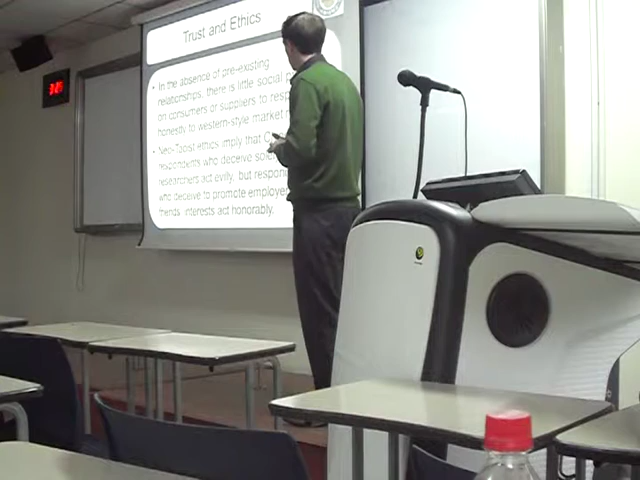 Trust and Ethics
• In the absence of pre-existing
relationships, there is little social
on consumers or suppliers to
honesty to western-style market
• Neo-Taoist ethics imply that
respondents who deceive
researchers act evilly, but
who deceive to promote
friends' interests act honorably.